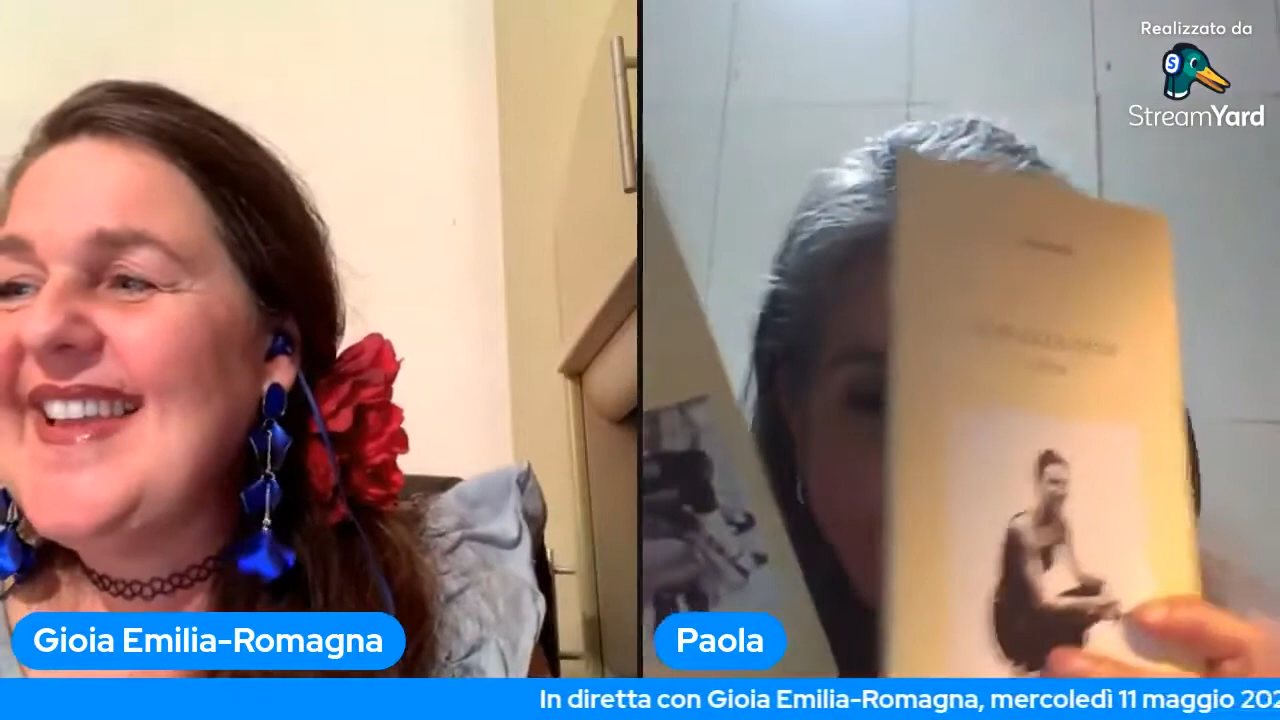 Realizzato da
StreamYard
Gioia Emilia-Romagna
Paola
In diretta con Gioia Emilia-Romagna, mercoledì 11 maggio 202